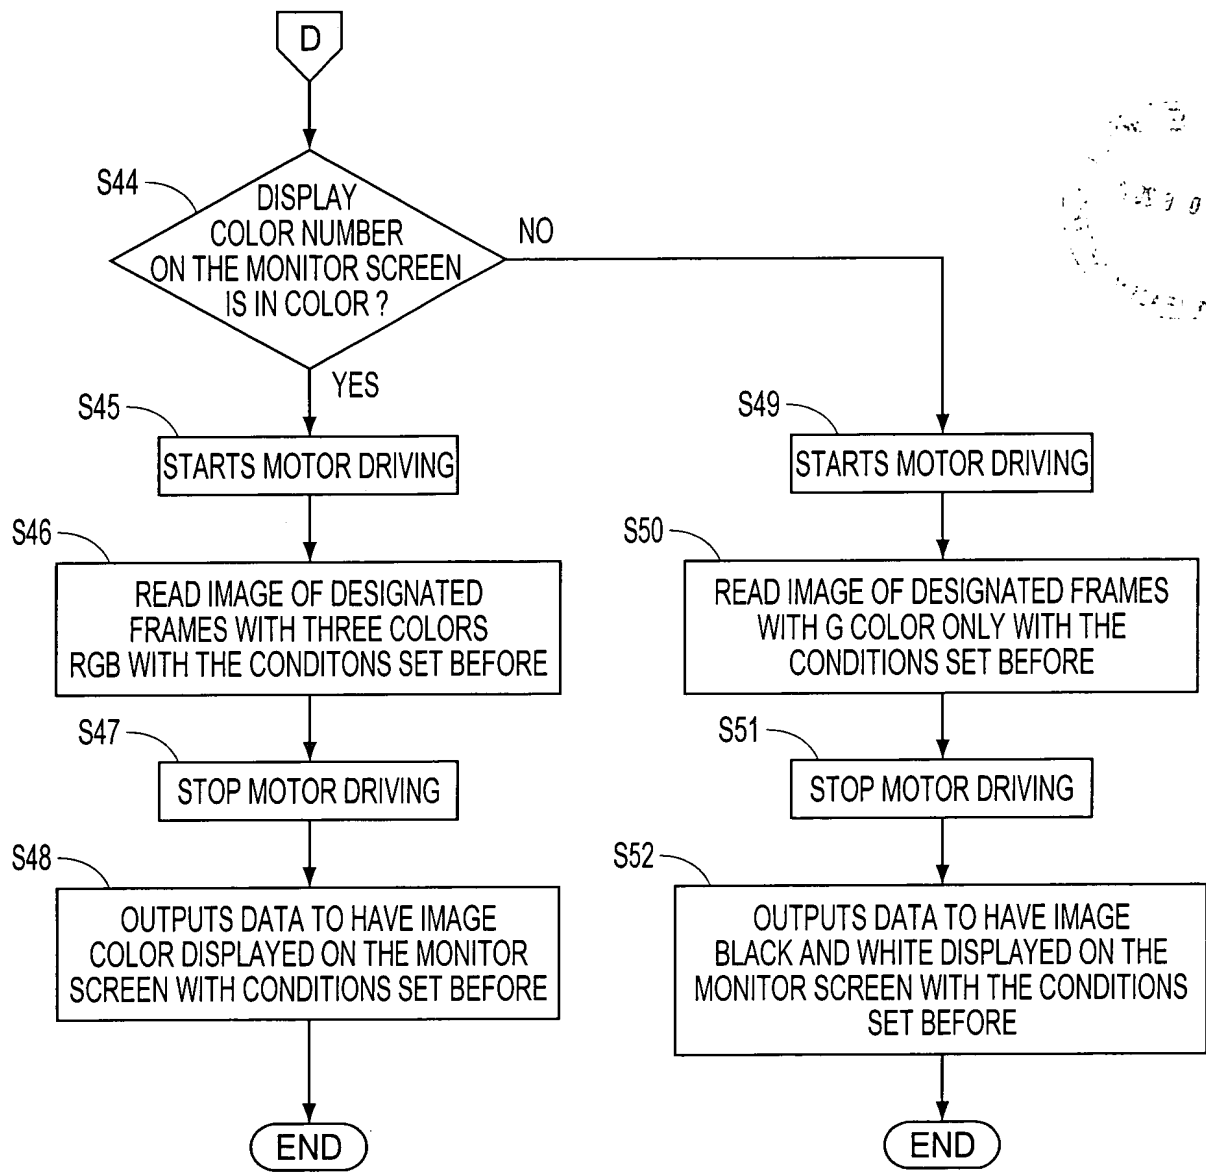 D
S44
DISPLAY
COLOR NUMBER
ON THE MONITOR SCREEN
IS IN COLOR ?
NO
YES
S45
STARTS MOTOR DRIVING
S46
READ IMAGE OF DESIGNATED
FRAMES WITH THREE COLORS
RGB WITH THE CONDITONS SET BEFORE
S47
STOP MOTOR DRIVING
S48
OUTPUTS DATA TO HAVE IMAGE
COLOR DISPLAYED ON THE MONITOR
SCREEN WITH CONDITIONS SET BEFORE
END
S49
STARTS MOTOR DRIVING
S50
READ IMAGE OF DESIGNATED FRAMES
WITH G COLOR ONLY WITH THE
CONDITIONS SET BEFORE
S51
STOP MOTOR DRIVING
S52
OUTPUTS DATA TO HAVE IMAGE
BLACK AND WHITE DISPLAYED ON THE
MONITOR SCREEN WITH THE CONDITIONS
SET BEFORE
END